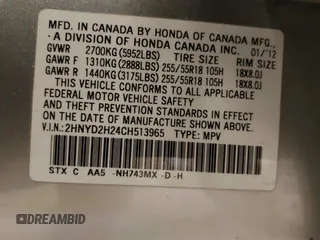 MFD. IN CANADA BY HONDA OF CANADA MFG.,
A DIVISION OF HONDA CANADA INC. 01/'12
GVWR 2700KG(5952LBS) TIRE SIZE RIM SIZE
GAWR F 1310KG(2888LBS) 255/55R18 105H 18X8.0J
GAWR R 1440KG(3175LBS) 255/55R18 105H 18X8.0J
THIS VEHICLE CONFORMS TO ALL APPLICABLE
FEDERAL MOTOR VEHICLE SAFETY
AND THEFT PREVENTION STANDARDS IN EFFECT
ON THE DATE OF MANUFACTURE SHOWN ABOVE.
V.I.N.:2HNYD2H24CH513965 TYPE: MPV
STX C AA5 -NH743MX -D -H
DREAMBID